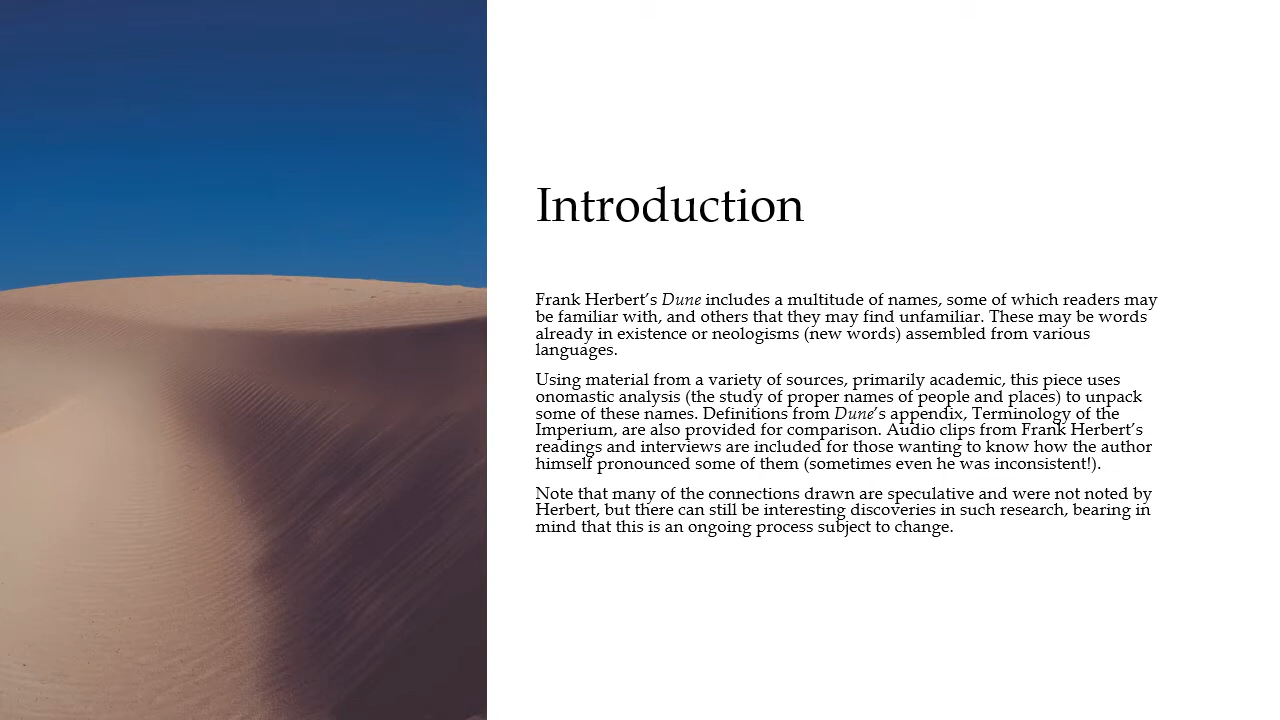 Introduction
Frank Herbert’s Dune includes a multitude of names, some of which readers may
be familiar with, and others that they may find unfamiliar. These may be words
already in existence or neologisms (new words) assembled from various
languages.
Using material from a variety of sources, primarily academic, this piece uses
onomastic analysis (the study of proper names of people and places) to unpack
some of these names. Definitions from Dune’s appendix, Terminology of the
Imperium, are also provided for comparison. Audio clips from Frank Herbert’s
readings and interviews are included for those wanting to know how the author
himself pronounced some of them (sometimes even he was inconsistent!).
Note that many of the connections drawn are speculative and were not noted by
Herbert, but there can still be interesting discoveries in such research, bearing in
mind that this is an ongoing process subject to change.